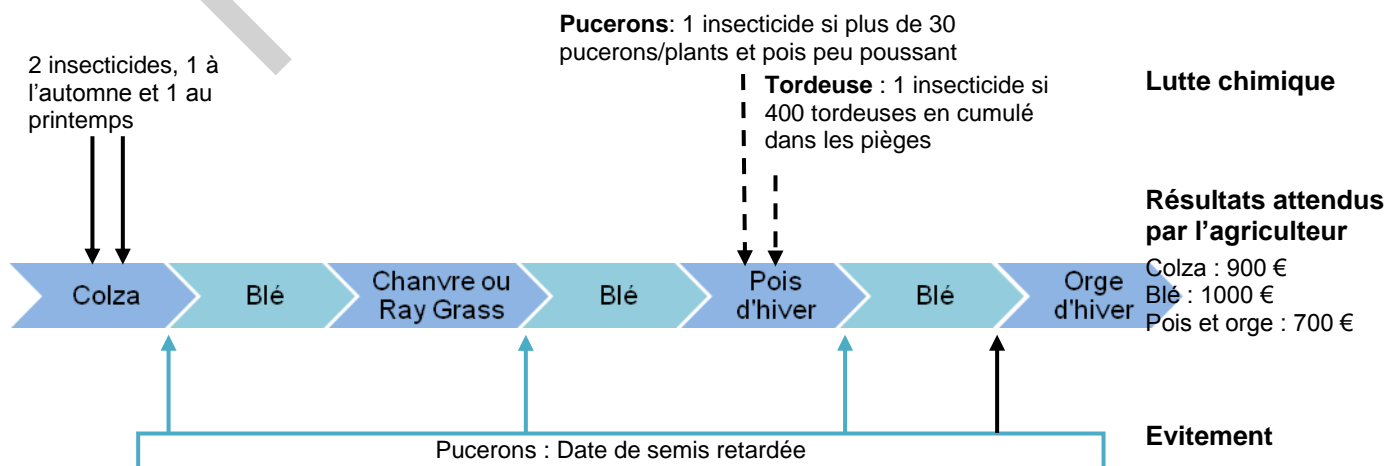 Pucerons: 1 insecticide si plus de 30
pucerons/plants et pois peu poussant
2 insecticides, 1 à
l'automne et 1 au
printemps
Tordeuse : 1 insecticide si
400 tordeuses en cumulé
dans les pièges
Lutte chimique
Résultats attendus
par l'agriculteur
Colza : 900 €
Blé : 1000 €
Pois et orge : 700 €
Colza
Blé
Chanvre ou
Ray Grass
Blé
Pois
d'hiver
Blé
Orge
d'hiver
Pucerons : Date de semis retardée
Evitement